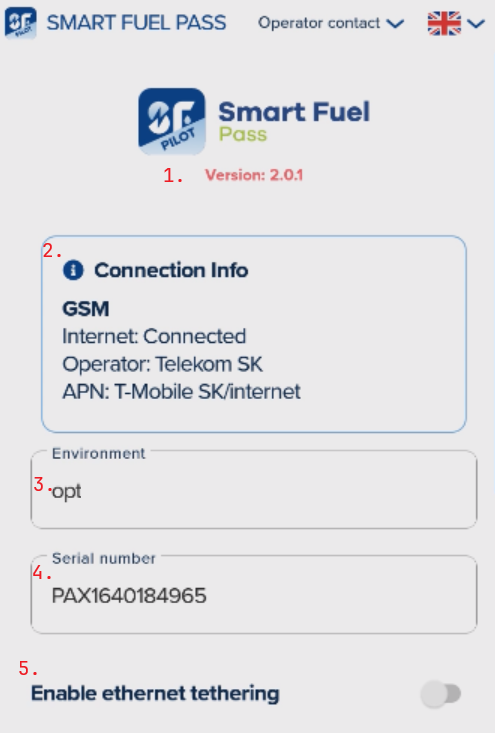 SMART FUEL PASS Operator contact
SF
PILOT
Smart Fuel
Pass
1. Version: 2.0.1
2.
Connection Info
GSM
Internet: Connected
Operator: Telekom SK
APN: T-Mobile SK/internet
Environment
3. opt
Serial number
4.
PAX1640184965
5.
Enable ethernet tethering